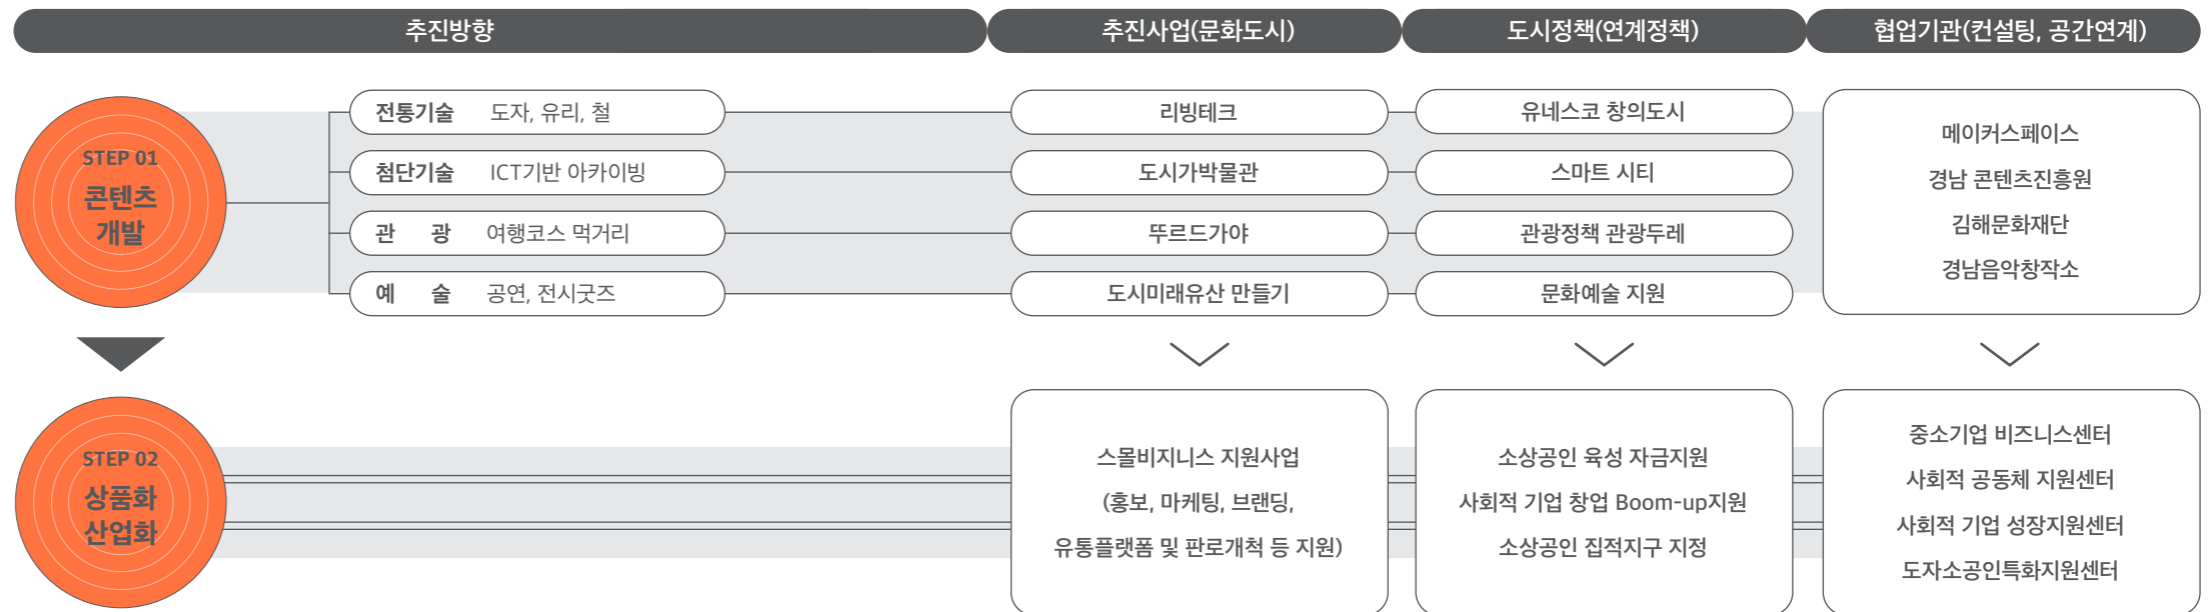 추진방향
추진사업(문화도시)
도시정책(연계정책)
협업기관(컨설팅, 공간연계)
STEP 01
콘텐츠
개발
전통기술 도자, 유리, 철
리빙테크
유네스코 창의도시
첨단기술 ICT기반 아카이빙
도시가박물관
스마트 시티
관 광 여행코스 먹거리
뚜르드가야
관광정책 관광두레
예 술 공연, 전시굿즈
도시미래유산 만들기
문화예술 지원
메이커스페이스
경남 콘텐츠진흥원
김해문화재단
경남음악창작소
STEP 02
상품화
산업화
스몰비지니스 지원사업
(홍보, 마케팅, 브랜딩,
유통플랫폼 및 판로개척 등 지원)
소상공인 육성 자금지원
사회적 기업 창업 Boom-up지원
소상공인 집적지구 지정
중소기업 비즈니스센터
사회적 공동체 지원센터
사회적 기업 성장지원센터
도자소공인특화지원센터